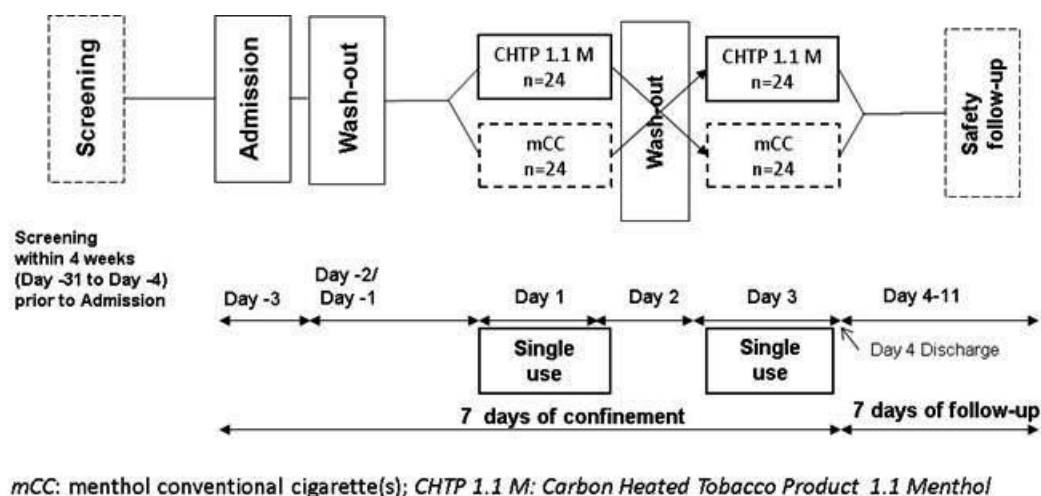 Screening
Admission
Wash-out
CHTP 1.1 M
n=24
mCC
n=24
Wash-out
CHTP 1.1 M
n=24
mCC
n=24
Safety
follow-up
Screening
within 4 weeks
(Day -31 to Day -4)
prior to Admission
Day -3
Day -2/
Day -1
Day 1
Day 2
Day 3
Day 4-11
Single
use
Single
use
Day 4 Discharge
7 days of confinement
7 days of follow-up
mCC: menthol conventional cigarette(s); CHTP 1.1 M: Carbon Heated Tobacco Product 1.1 Menthol